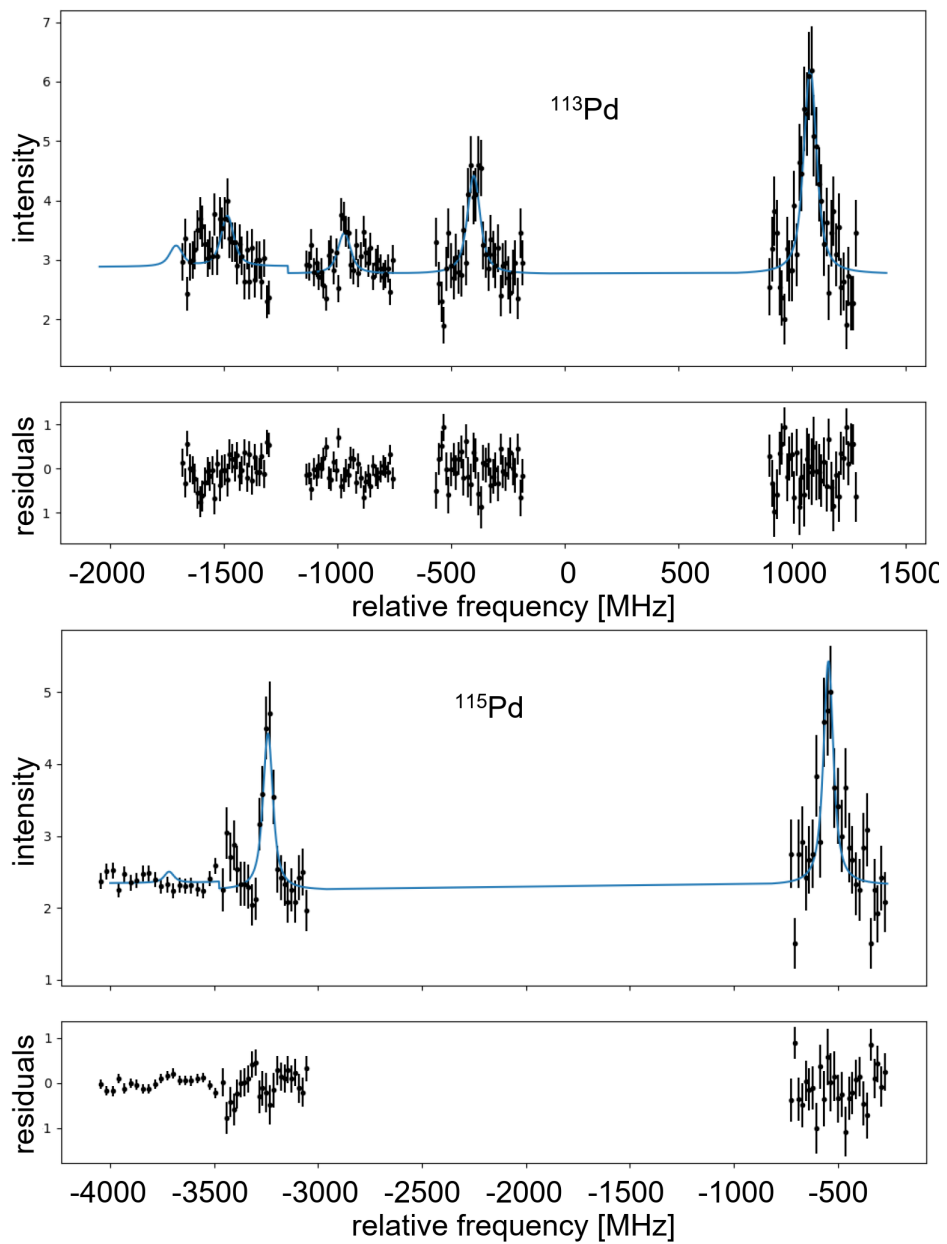 7
6
¹¹³Pd
5
intensity
4
3
2
1
0
1
residuals
-2000 -1500 -1000 -500 0 500 1000 1500
relative frequency [MHz]
5
¹¹⁵Pd
4
intensity
3
2
1
1
0
1
residuals
-4000 -3500 -3000 -2500 -2000 -1500 -1000 -500
relative frequency [MHz]